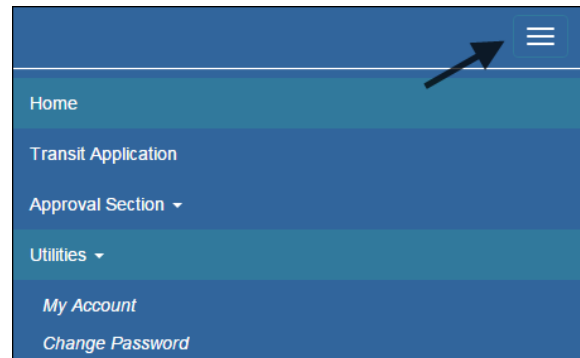 Home
Transit Application
Approval Section
Utilities
My Account
Change Password